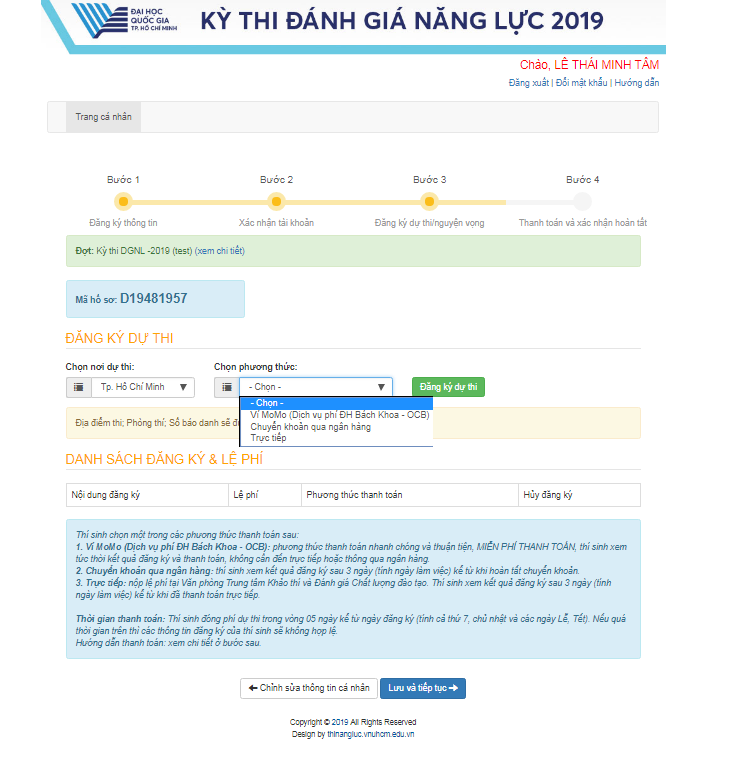 ĐẠI HỌC
QUỐC GIA
TP. HỒ CHÍ MINH
KỲ THI ĐÁNH GIÁ NĂNG LỰC 2019
Chào, LÊ THÁI MINH TÂM
Đăng xuất | Đổi mật khẩu | Hướng dẫn
Trang cá nhân
Bước 1 Bước 2 Bước 3 Bước 4
Đăng ký thông tin Xác nhận tài khoản Đăng ký dự thi/nguyện vọng Thanh toán và xác nhận hoàn tất
Đợt: Kỳ thi DGNL -2019 (test) (xem chi tiết)
Mã hồ sơ: D19481957
ĐĂNG KÝ DỰ THI
Chọn nơi dự thi: Chọn phương thức:
Tp. Hồ Chí Minh - Chọn - Đăng ký dự thi
- Chọn -
Ví MoMo (Dịch vụ phí ĐH Bách Khoa - OCB)
Chuyển khoản qua ngân hàng
Trực tiếp
Địa điểm thi; Phòng thi; Số báo danh sẽ
DANH SÁCH ĐĂNG KÝ & LỆ PHÍ
Nội dung đăng ký Lệ phí Phương thức thanh toán Hủy đăng ký
Thí sinh chọn một trong các phương thức thanh toán sau:
1. Ví MoMo (Dịch vụ phí ĐH Bách Khoa - OCB): phương thức thanh toán nhanh chóng và thuận tiện, MIỄN PHÍ THANH TOÁN, thí sinh xem
tức thời kết quả đăng ký và thanh toán, không cần đến trực tiếp hoặc thông qua ngân hàng.
2. Chuyển khoản qua ngân hàng: thí sinh xem kết quả đăng ký sau 3 ngày (tính ngày làm việc) kể từ khi hoàn tất chuyển khoản.
3. Trực tiếp: nộp lệ phí tại Văn phòng Trung tâm Khảo thí và Đánh giá Chất lượng đào tạo. Thí sinh xem kết quả đăng ký sau 3 ngày (tính
ngày làm việc) kể từ khi đã thanh toán trực tiếp.
Thời gian thanh toán: Thí sinh đóng phí dự thi trong vòng 05 ngày kể từ ngày đăng ký (tính cả thứ 7, chủ nhật và các ngày Lễ, Tết). Nếu quá
thời gian trên thì các thông tin đăng ký của thí sinh sẽ không hợp lệ.
Hướng dẫn thanh toán: xem chi tiết ở bước sau.
Chỉnh sửa thông tin cá nhân Lưu và tiếp tục
Copyright © 2019 All Rights Reserved
Design by thinangluc.vnuhcm.edu.vn